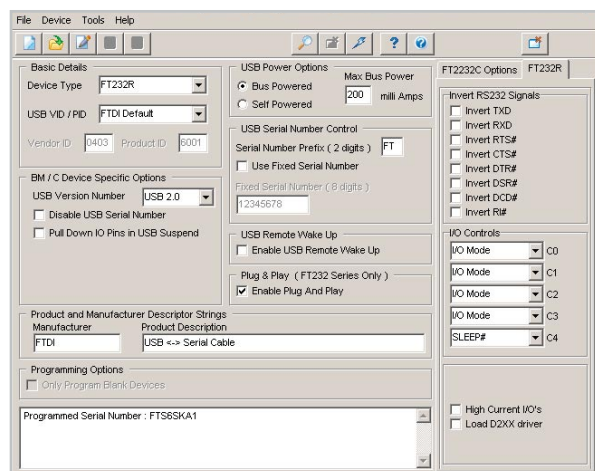 File Device Tools Help
Basic Details
Device Type FT232R
USB VID / PID FTDI Default
Vendor ID 0403 Product ID 6001
BM / C Device Specific Options
USB Version Number USB 2.0
Disable USB Serial Number
Pull Down IO Pins in USB Suspend
USB Power Options
Bus Powered
Self Powered
Max Bus Power
200 milli Amps
USB Serial Number Control
Serial Number Prefix ( 2 digits ) FT
Use Fixed Serial Number
Fixed Serial Number ( 8 digits )
12345678
USB Remote Wake Up
Enable USB Remote Wake Up
Plug & Play ( FT232 Series Only )
Enable Plug And Play
Product and Manufacturer Descriptor Strings
Manufacturer Product Description
FTDI USB <-> Serial Cable
Programming Options
Only Program Blank Devices
Programmed Serial Number : FTS6SKA1
FT2232C Options FT232R
Invert RS232 Signals
Invert TXD
Invert RXD
Invert RTS#
Invert CTS#
Invert DTR#
Invert DSR#
Invert DCD#
Invert RI#
I/O Controls
I/O Mode C0
I/O Mode C1
I/O Mode C2
I/O Mode C3
SLEEP# C4
High Current I/O's
Load D2XX driver